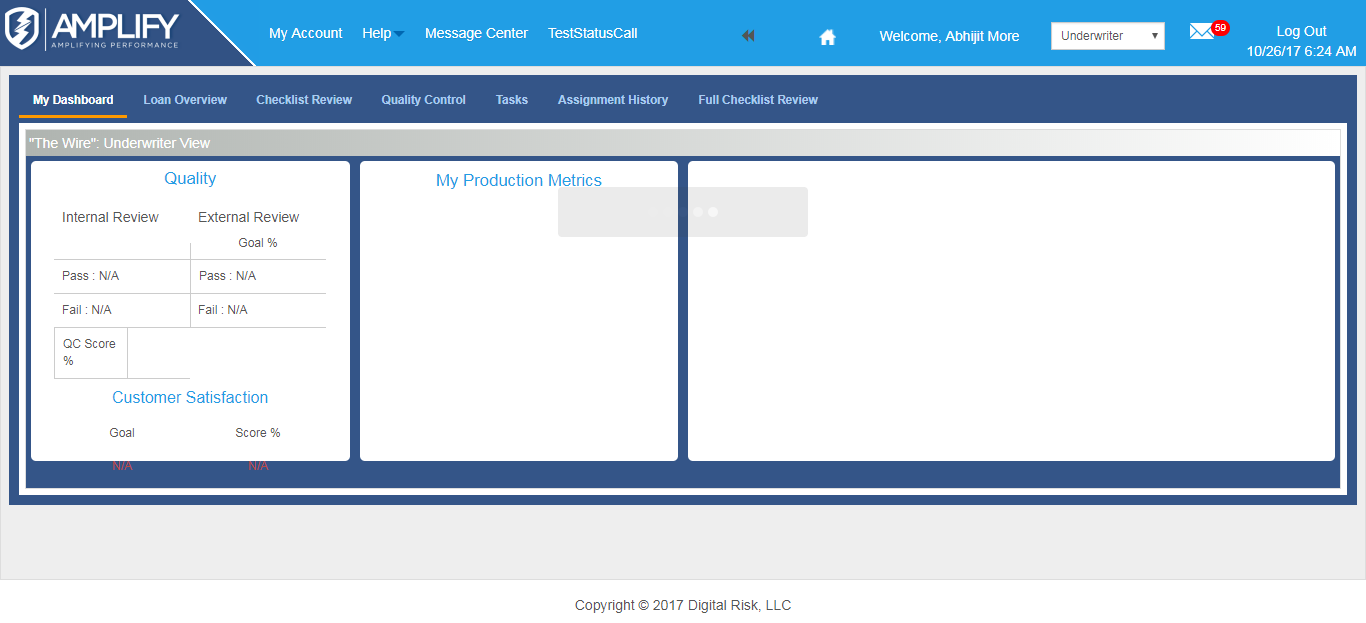 AMPLIFY
AMPLIFYING PERFORMANCE
My Account Help Message Center TestStatusCall
Welcome, Abhijit More
Underwriter
59
Log Out
10/26/17 6:24 AM
My Dashboard Loan Overview Checklist Review Quality Control Tasks Assignment History Full Checklist Review
"The Wire": Underwriter View
Quality
Internal Review External Review
Goal %
Pass : N/A Pass : N/A
Fail : N/A Fail : N/A
QC Score
%
Customer Satisfaction
Goal Score %
N/A N/A
My Production Metrics
Copyright © 2017 Digital Risk, LLC